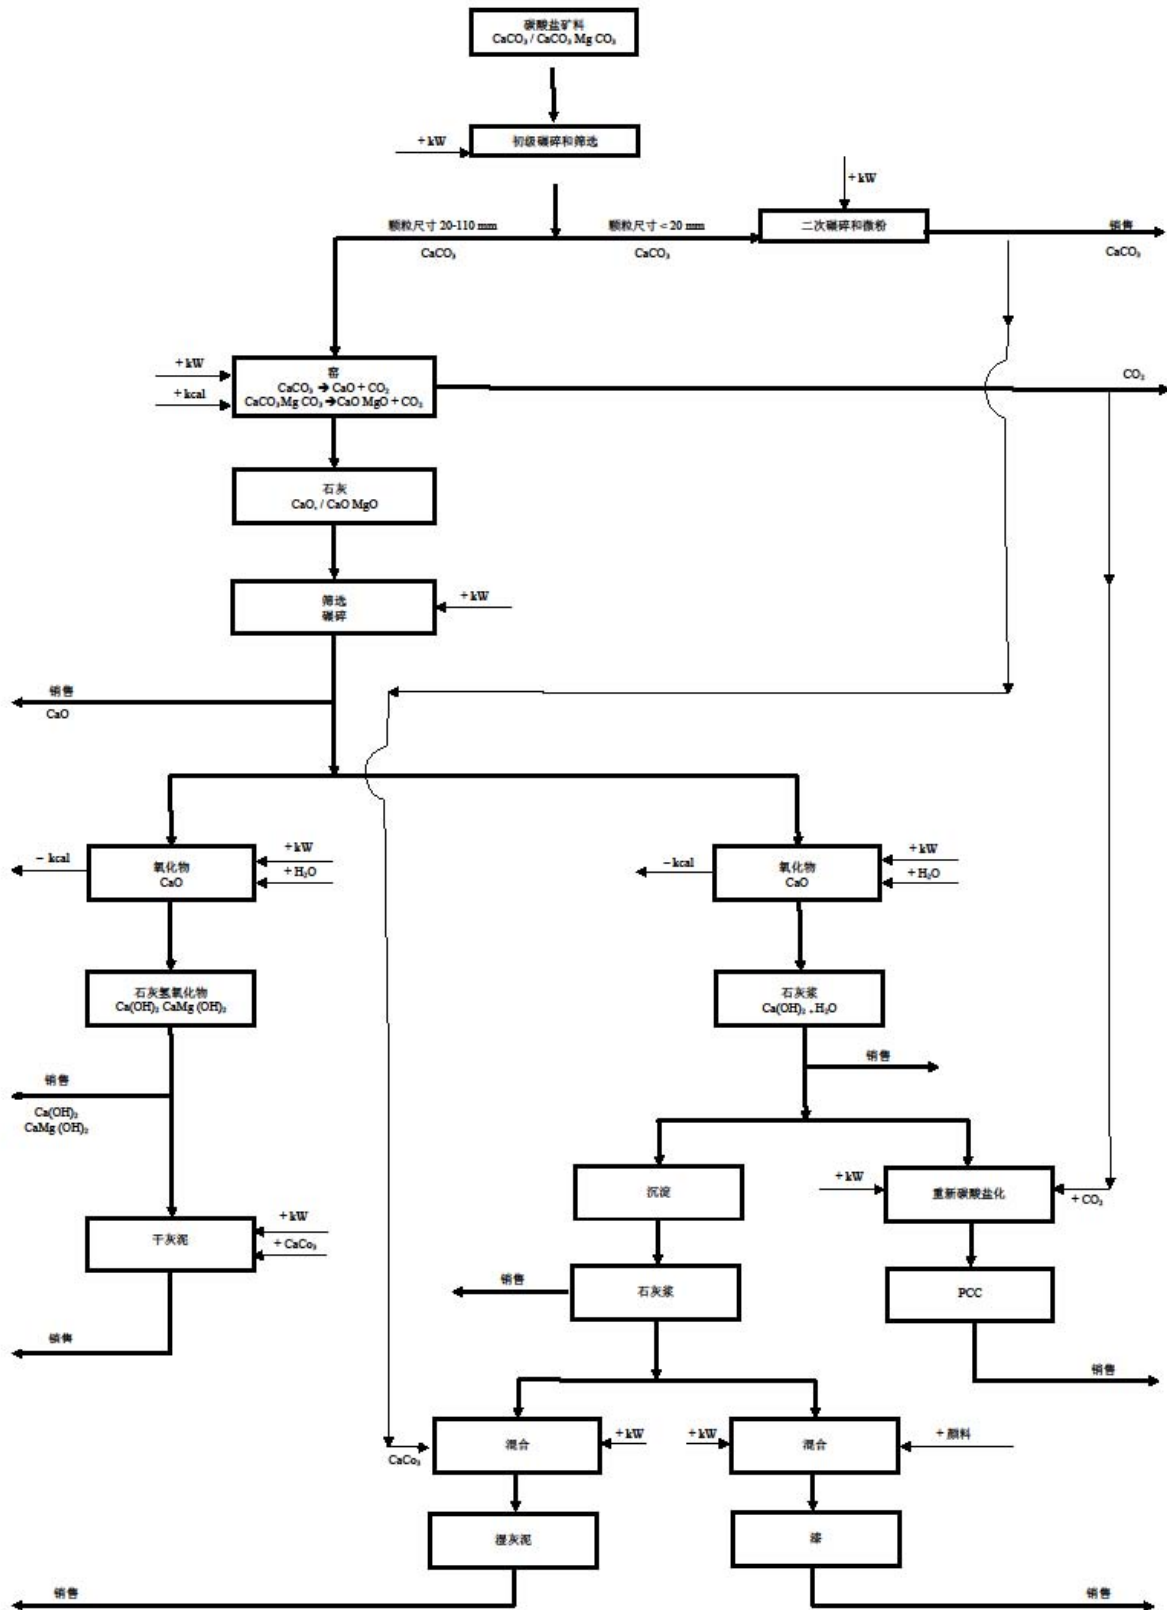 碳酸盐矿料
CaCO₃ / CaCO₃ Mg CO₃
+ kW
初级碾碎和筛选
+ kW
颗粒尺寸 20-110 mm
颗粒尺寸 < 20 mm
二次碾碎和微粉
销售
CaCO₃
CaCO₃
CaCO₃
+ kW
+ kcal
窑
CaCO₃ ➔ CaO + CO₂
CaCO₃Mg CO₃ ➔CaO MgO + CO₂
CO₂
石灰
CaO, / CaO MgO
筛选
碾碎
+ kW
销售
CaO
– kcal
氧化物
CaO
+ kW
+ H₂O
– kcal
氧化物
CaO
+ kW
+ H₂O
石灰氢氧化物
Ca(OH)₂ CaMg (OH)₂
石灰浆
Ca(OH)₂ + H₂O
销售
销售
Ca(OH)₂
CaMg (OH)₂
沉淀
+ kW
重新碳酸盐化
+ CO₂
干灰泥
+ kW
+ CaCo₃
销售
石灰浆
PCC
销售
销售
CaCo₃
混合
+ kW
+ kW
混合
+ 颜料
湿灰泥
漆
销售
销售